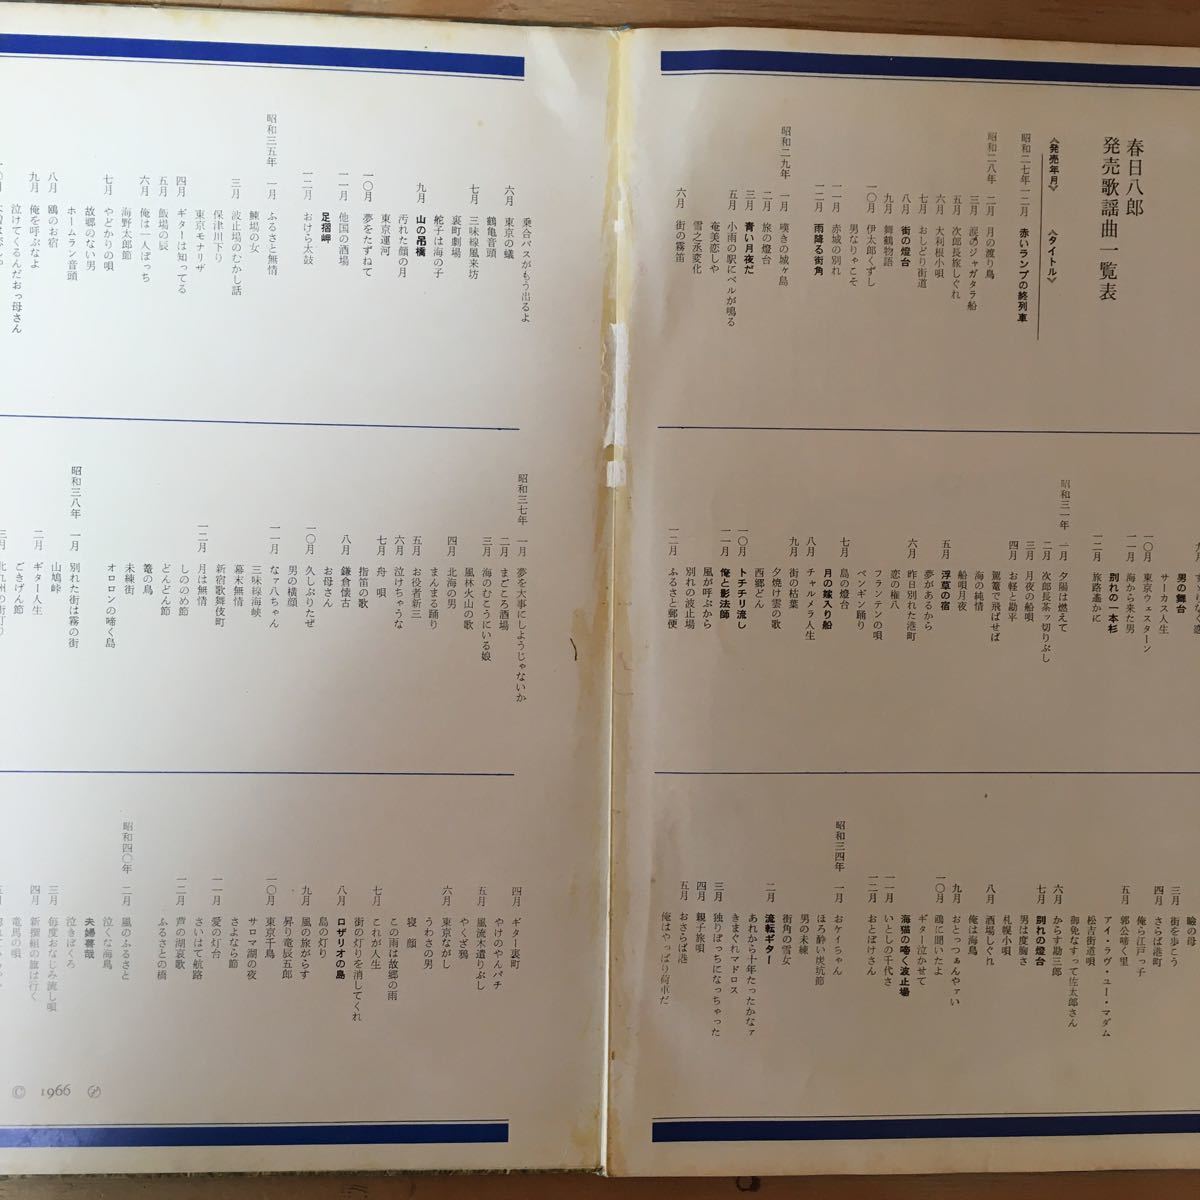 春日八郎
発売歌謡曲一覧表
《発売年月》 《タイトル》
昭和二七年 一二月 赤いランプの終列車
昭和二八年 二月 月の渡り鳥
三月 涙のジャガタラ船
五月 次郎長旅しぐれ
六月 大利根小唄
七月 おしどり街道
八月 街の燈台
九月 舞鶴物語
一〇月 伊太郎くずし
男なりゃこそ
一一月 赤城の別れ
一二月 雨降る街角
昭和二九年 一月 嘆きの城ヶ島
二月 旅の燈台
三月 青い月夜だ
五月 小雨の駅にベルが鳴る
奄美恋しや
雪之丞変化
六月 街の霧笛
男の舞台
サーカス人生
一〇月 東京ウェスターン
一一月 海から来た男
別れの一本杉
一二月 旅路遙かに
昭和三一年 一月 夕陽は燃えて
二月 次郎長茶ッ切りぶし
三月 月夜の船唄
四月 お軽と勘平
駕篭で飛ばせば
海の純情
船唄月夜
五月 浮草の宿
夢があるから
六月 昨日別れた港町
恋の権八
フランテンの唄
ペンギン踊り
七月 島の燈台
月の嫁入り船
八月 チャルメラ人生
九月 街の枯葉
夕焼け雲の歌
西郷どん
一〇月 トチチリ流し
俺と影法師
風が呼ぶから
別れの波止場
一二月 ふるさと郵便
瞼の母
三月 街を歩こう
四月 さらば港町
俺ら江戸っ子
五月 郭公啼く里
アイ・ラヴ・ユー・マダム
松吉街道唄
御免なすって佐太郎さん
六月 からす勘三郎
七月 別れの燈台
男は度胸さ
札幌小唄
八月 酒場しぐれ
俺は海鳥
九月 おとっつぁんやァい
一〇月 鴎に聞いたよ
ギター泣かせて
海猫の啼く波止場
一一月 いとしの千代さ
一二月 おとぼけさん
昭和三四年 一月 おケイちゃん
ほろ酔い炭坑節
男の未練
街角の雪女
二月 流転ギター
あれから十年たったかなァ
きまぐれマドロス
三月 独りぼっちになっちゃった
四月 親子旅唄
五月 おさらば港
俺はやっぱり荷車だ
乗合バスがもう出るよ
六月 東京の蟻
鶴亀音頭
七月 三味線風来坊
裏町劇場
舵子は海の子
九月 山の吊橋
汚れた顔の月
東京運河
一〇月 夢をたずねて
一一月 他国の酒場
足摺岬
一二月 おけら太鼓
昭和三五年 一月 ふるさと無情
鰊場の女
三月 波止場のむかし話
保津川下り
東京モナリザ
四月 ギターは知ってる
五月 飯場の辰
六月 俺は一人ぼっち
海野太郎節
七月 やどかりの唄
故郷のない男
ホームラン音頭
八月 鴎のお宿
九月 俺を呼ぶなよ
泣けてくるんだおっ母さん
昭和三七年 一月 夢を大事にしようじゃないか
二月 まごころ酒場
三月 海のむこうにいる娘
風林火山の歌
四月 北海の男
まんまる踊り
五月 お役者新三
六月 泣けちゃうな
七月 舟唄
指笛の歌
八月 鎌倉懐古
お母さん
一〇月 久しぶりだぜ
男の横顔
一一月 なァ八ちゃん
三味線海峡
幕末無情
新宿歌舞伎町
一二月 月は無情
しのゝめ節
どんどん節
篭の鳥
未練街
オロロンの啼く島
昭和三八年 一月 別れた街は霧の街
山鳩峠
二月 ギター人生
ごきげん節
三月 北九州の街灯り
四月 ギター裏町
やけのやんパチ
五月 風流木遣りぶし
やくざ鴉
六月 東京ながし
うわさの男
寝顔
七月 これが人生
この雨は故郷の雨
街の灯りを消してくれ
八月 ロザリオの島
島の灯り
九月 風の旅がらす
昇り竜辰五郎
一〇月 東京千鳥
サロマ湖の夜
さよなら節
一一月 愛の灯台
さいはて航路
一二月 芦の湖哀歌
ふるさとの橋
昭和四〇年 二月 風のふるさと
泣くな海鳥
夫婦善哉
泣きぼくろ
三月 毎度おなじみ流し唄
四月 新撰組の旗は行く
竜馬の唄
© 1966 Ⓟ